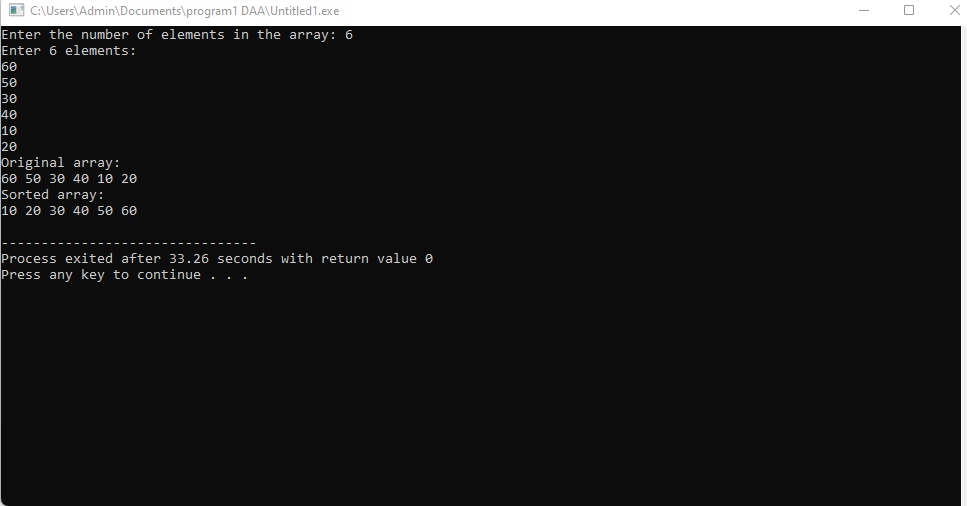 C:\Users\Admin\Documents\program1 DAA\Untitled1.exe
Enter the number of elements in the array: 6
Enter 6 elements:
60
50
30
40
10
20
Original array:
60 50 30 40 10 20
Sorted array:
10 20 30 40 50 60
--------------------------------
Process exited after 33.26 seconds with return value 0
Press any key to continue . . .